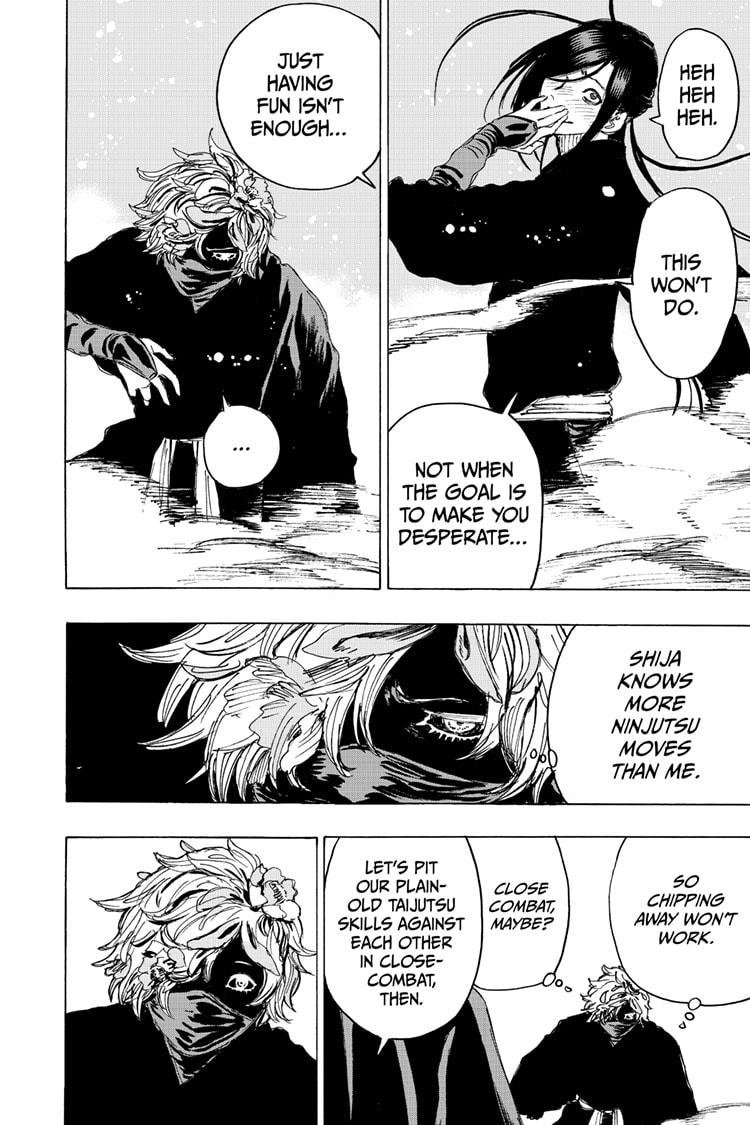 HEH
HEH
HEH.
THIS
WON'T
DO.
NOT WHEN
THE GOAL IS
TO MAKE YOU
DESPERATE...
JUST
HAVING
FUN ISN'T
ENOUGH...
...
SHIJA
KNOWS
MORE
NINJUTSU
MOVES
THAN ME.
SO
CHIPPING
AWAY WON'T
WORK.
CLOSE
COMBAT,
MAYBE?
LET'S PIT
OUR PLAIN-
OLD TAIJUTSU
SKILLS AGAINST
EACH OTHER
IN CLOSE-
COMBAT,
THEN.